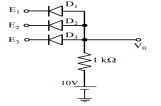 E₁ D₁
E₂ D₂
E₃ D₃
V₀
1 kΩ
10V